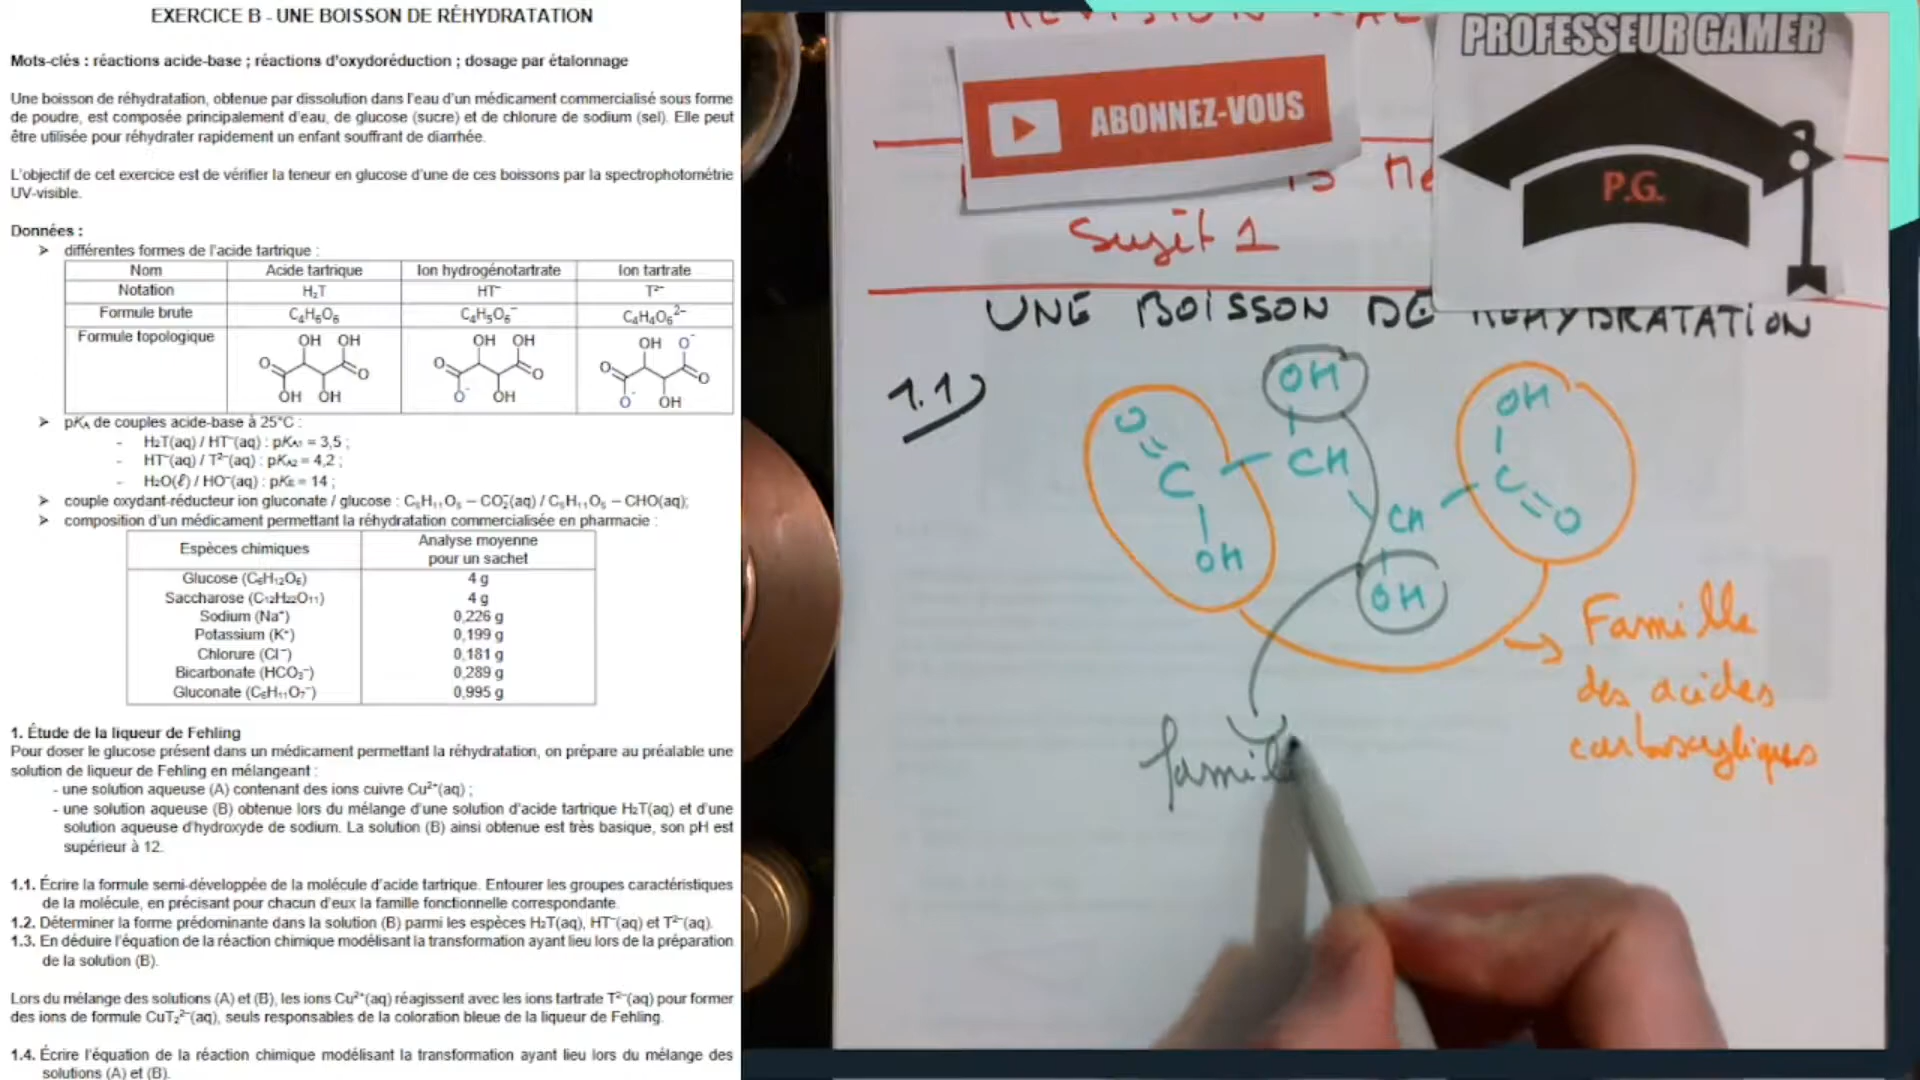 EXERCICE B - UNE BOISSON DE RÉHYDRATATION
Mots-clés : réactions acide-base ; réactions d'oxydoréduction ; dosage par étalonnage
Une boisson de réhydratation, obtenue par dissolution dans l'eau d'un médicament commercialisé sous forme
de poudre, est composée principalement d'eau, de glucose (sucre) et de chlorure de sodium (sel). Elle peut
être utilisée pour réhydrater rapidement un enfant souffrant de diarrhée.
L'objectif de cet exercice est de vérifier la teneur en glucose d'une de ces boissons par la spectrophotométrie
UV-visible.
Données :
➢ différentes formes de l'acide tartrique :
Nom Acide tartrique Ion hydrogénotartrate Ion tartrate
Notation H₂T HT⁻ T²⁻
Formule brute C₄H₆O₆ C₄H₅O₆⁻ C₄H₄O₆²⁻
Formule topologique OH OH OH OH OH O⁻
O O O O O O
OH OH O⁻ OH O⁻ OH
➢ pKA de couples acide-base à 25°C :
- H₂T(aq) / HT⁻(aq) : pKA1 = 3,5 ;
- HT⁻(aq) / T²⁻(aq) : pKA2 = 4,2 ;
- H₂O(ℓ) / HO⁻(aq) : pKE = 14 ;
➢ couple oxydant-réducteur ion gluconate / glucose : C₅H₁₁O₅ − CO₂⁻(aq) / C₅H₁₁O₅ − CHO(aq);
➢ composition d'un médicament permettant la réhydratation commercialisée en pharmacie :
Espèces chimiques Analyse moyenne
pour un sachet
Glucose (C₆H₁₂O₆) 4 g
Saccharose (C₁₂H₂₂O₁₁) 4 g
Sodium (Na⁺) 0,226 g
Potassium (K⁺) 0,199 g
Chlorure (Cl⁻) 0,181 g
Bicarbonate (HCO₃⁻) 0,289 g
Gluconate (C₆H₁₁O₇⁻) 0,995 g
1. Étude de la liqueur de Fehling
Pour doser le glucose présent dans un médicament permettant la réhydratation, on prépare au préalable une
solution de liqueur de Fehling en mélangeant :
- une solution aqueuse (A) contenant des ions cuivre Cu²⁺(aq) ;
- une solution aqueuse (B) obtenue lors du mélange d'une solution d'acide tartrique H₂T(aq) et d'une
solution aqueuse d'hydroxyde de sodium. La solution (B) ainsi obtenue est très basique, son pH est
supérieur à 12.
1.1. Écrire la formule semi-développée de la molécule d'acide tartrique. Entourer les groupes caractéristiques
de la molécule, en précisant pour chacun d'eux la famille fonctionnelle correspondante.
1.2. Déterminer la forme prédominante dans la solution (B) parmi les espèces H₂T(aq), HT⁻(aq) et T²⁻(aq).
1.3. En déduire l'équation de la réaction chimique modélisant la transformation ayant lieu lors de la préparation
de la solution (B).
Lors du mélange des solutions (A) et (B), les ions Cu²⁺(aq) réagissent avec les ions tartrate T²⁻(aq) pour former
des ions de formule CuT₂²⁻(aq), seuls responsables de la coloration bleue de la liqueur de Fehling.
1.4. Écrire l'équation de la réaction chimique modélisant la transformation ayant lieu lors du mélange des
solutions (A) et (B).
ABONNEZ-VOUS
PROFESSEUR GAMER
P.G.
Sujet 1
UNE BOISSON DE REHYDRATATION
1.1)
OH OH
O C CH C
CH O
OH OH
Famille
des acides
carboxyliques
famill